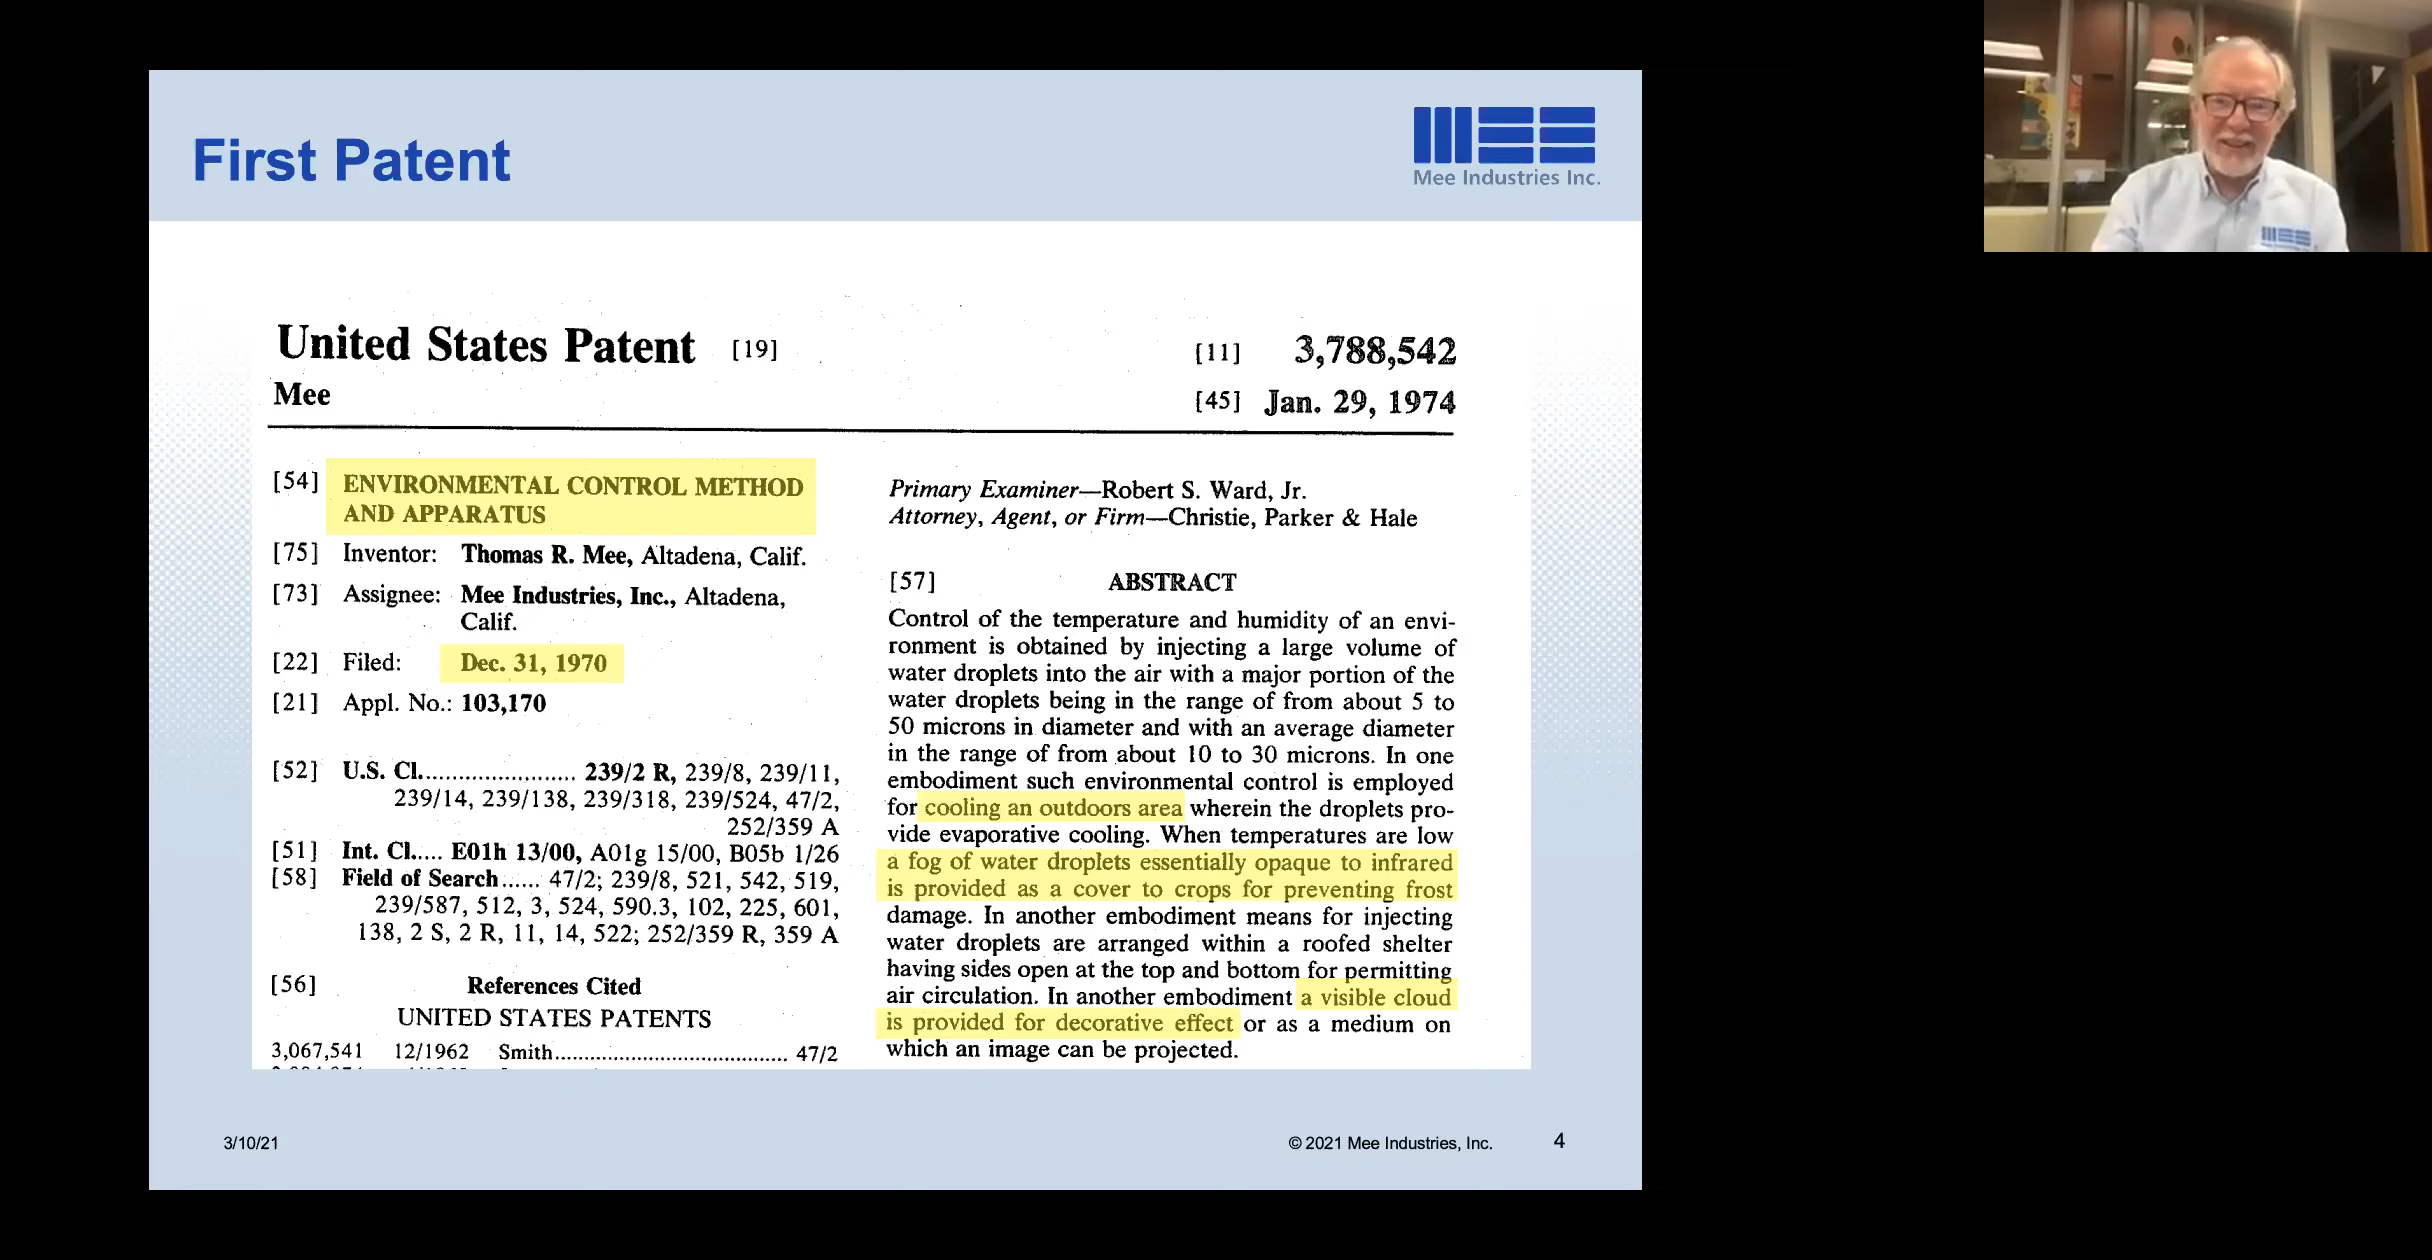 First Patent
MEE
Mee Industries Inc.
United States Patent [19]
[11] 3,788,542
Mee
[45] Jan. 29, 1974
[54] ENVIRONMENTAL CONTROL METHOD
AND APPARATUS
[75] Inventor: Thomas R. Mee, Altadena, Calif.
[73] Assignee: Mee Industries, Inc., Altadena,
Calif.
[22] Filed: Dec. 31, 1970
[21] Appl. No.: 103,170
[52] U.S. Cl........................ 239/2 R, 239/8, 239/11,
239/14, 239/138, 239/318, 239/524, 47/2,
252/359 A
[51] Int. Cl..... E01h 13/00, A01g 15/00, B05b 1/26
[58] Field of Search...... 47/2; 239/8, 521, 542, 519,
239/587, 512, 3, 524, 590.3, 102, 225, 601,
138, 2 S, 2 R, 11, 14, 522; 252/359 R, 359 A
[56] References Cited
UNITED STATES PATENTS
3,067,541 12/1962 Smith..................................... 47/2
Primary Examiner—Robert S. Ward, Jr.
Attorney, Agent, or Firm—Christie, Parker & Hale
[57] ABSTRACT
Control of the temperature and humidity of an envi-
ronment is obtained by injecting a large volume of
water droplets into the air with a major portion of the
water droplets being in the range of from about 5 to
50 microns in diameter and with an average diameter
in the range of from about 10 to 30 microns. In one
embodiment such environmental control is employed
for cooling an outdoors area wherein the droplets pro-
vide evaporative cooling. When temperatures are low
a fog of water droplets essentially opaque to infrared
is provided as a cover to crops for preventing frost
damage. In another embodiment means for injecting
water droplets are arranged within a roofed shelter
having sides open at the top and bottom for permitting
air circulation. In another embodiment a visible cloud
is provided for decorative effect or as a medium on
which an image can be projected.
3/10/21
© 2021 Mee Industries, Inc.
4
MEE